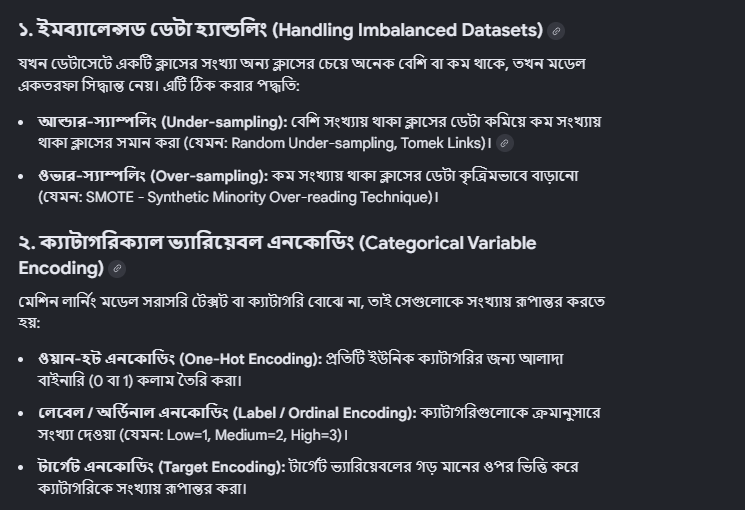 ১. ইমব্যালেন্সড ডেটা হ্যান্ডলিং (Handling Imbalanced Datasets)
যখন ডেটাসেটে একটি ক্লাসের সংখ্যা অন্য ক্লাসের চেয়ে অনেক বেশি বা কম থাকে, তখন মডেল
একতরফা সিদ্ধান্ত নেয়। এটি ঠিক করার পদ্ধতি:
• আন্ডার-স্যাম্পলিং (Under-sampling): বেশি সংখ্যায় থাকা ক্লাসের ডেটা কমিয়ে কম সংখ্যায়
থাকা ক্লাসের সমান করা (যেমন: Random Under-sampling, Tomek Links)।
• ওভার-স্যাম্পলিং (Over-sampling): কম সংখ্যায় থাকা ক্লাসের ডেটা কৃত্রিমভাবে বাড়ানো
(যেমন: SMOTE - Synthetic Minority Over-reading Technique)।
২. ক্যাটাগরিক্যাল ভ্যারিয়েবল এনকোডিং (Categorical Variable
Encoding)
মেশিন লার্নিং মডেল সরাসরি টেক্সট বা ক্যাটাগরি বোঝে না, তাই সেগুলোকে সংখ্যায় রূপান্তর করতে
হয়:
• ওয়ান-হট এনকোডিং (One-Hot Encoding): প্রতিটি ইউনিক ক্যাটাগরির জন্য আলাদা
বাইনারি (0 বা 1) কলাম তৈরি করা।
• লেবেল / অর্ডিনাল এনকোডিং (Label / Ordinal Encoding): ক্যাটাগরিগুলোকে ক্রমানুসারে
সংখ্যা দেওয়া (যেমন: Low=1, Medium=2, High=3)।
• টার্গেট এনকোডিং (Target Encoding): টার্গেট ভ্যারিয়েবলের গড় মানের ওপর ভিত্তি করে
ক্যাটাগরিকে সংখ্যায় রূপান্তর করা।